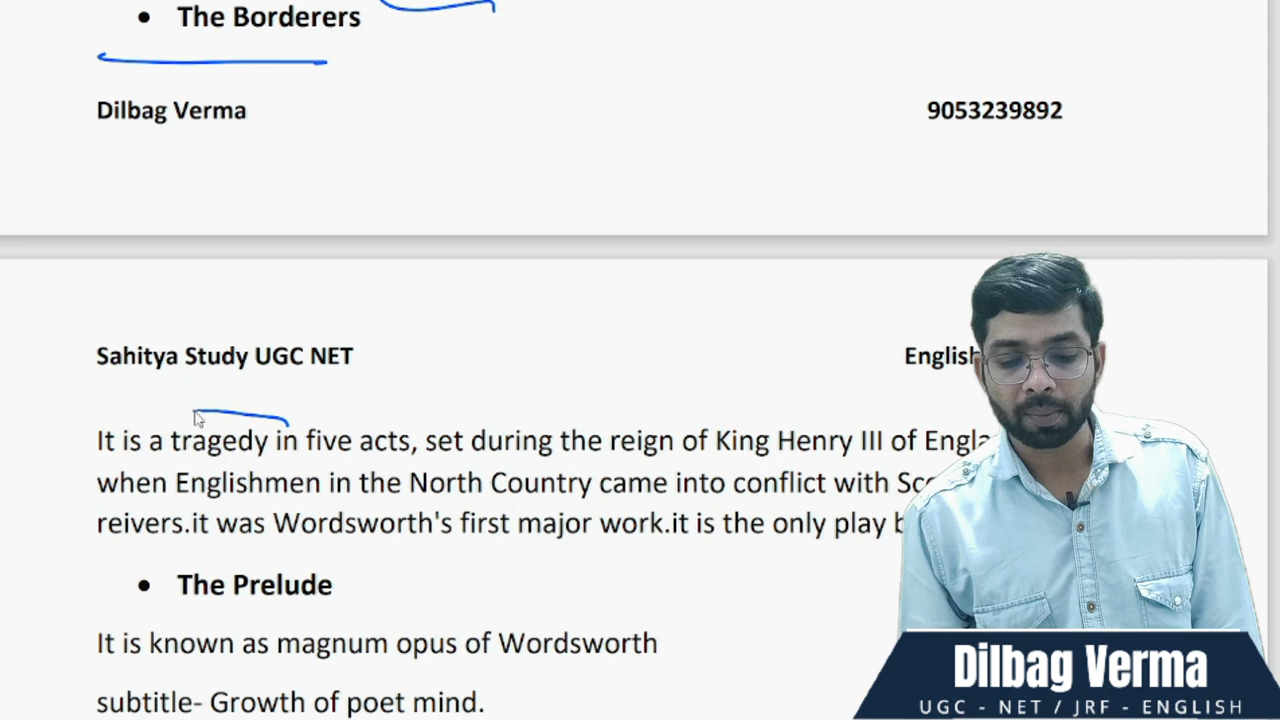 • The Borderers
Dilbag Verma 9053239892
Sahitya Study UGC NET English
It is a tragedy in five acts, set during the reign of King Henry III of
when Englishmen in the North Country came into conflict with
reivers.it was Wordsworth's first major work.it is the only play
• The Prelude
It is known as magnum opus of Wordsworth
subtitle- Growth of poet mind.
Dilbag Verma
UGC - NET / JRF - ENGLISH